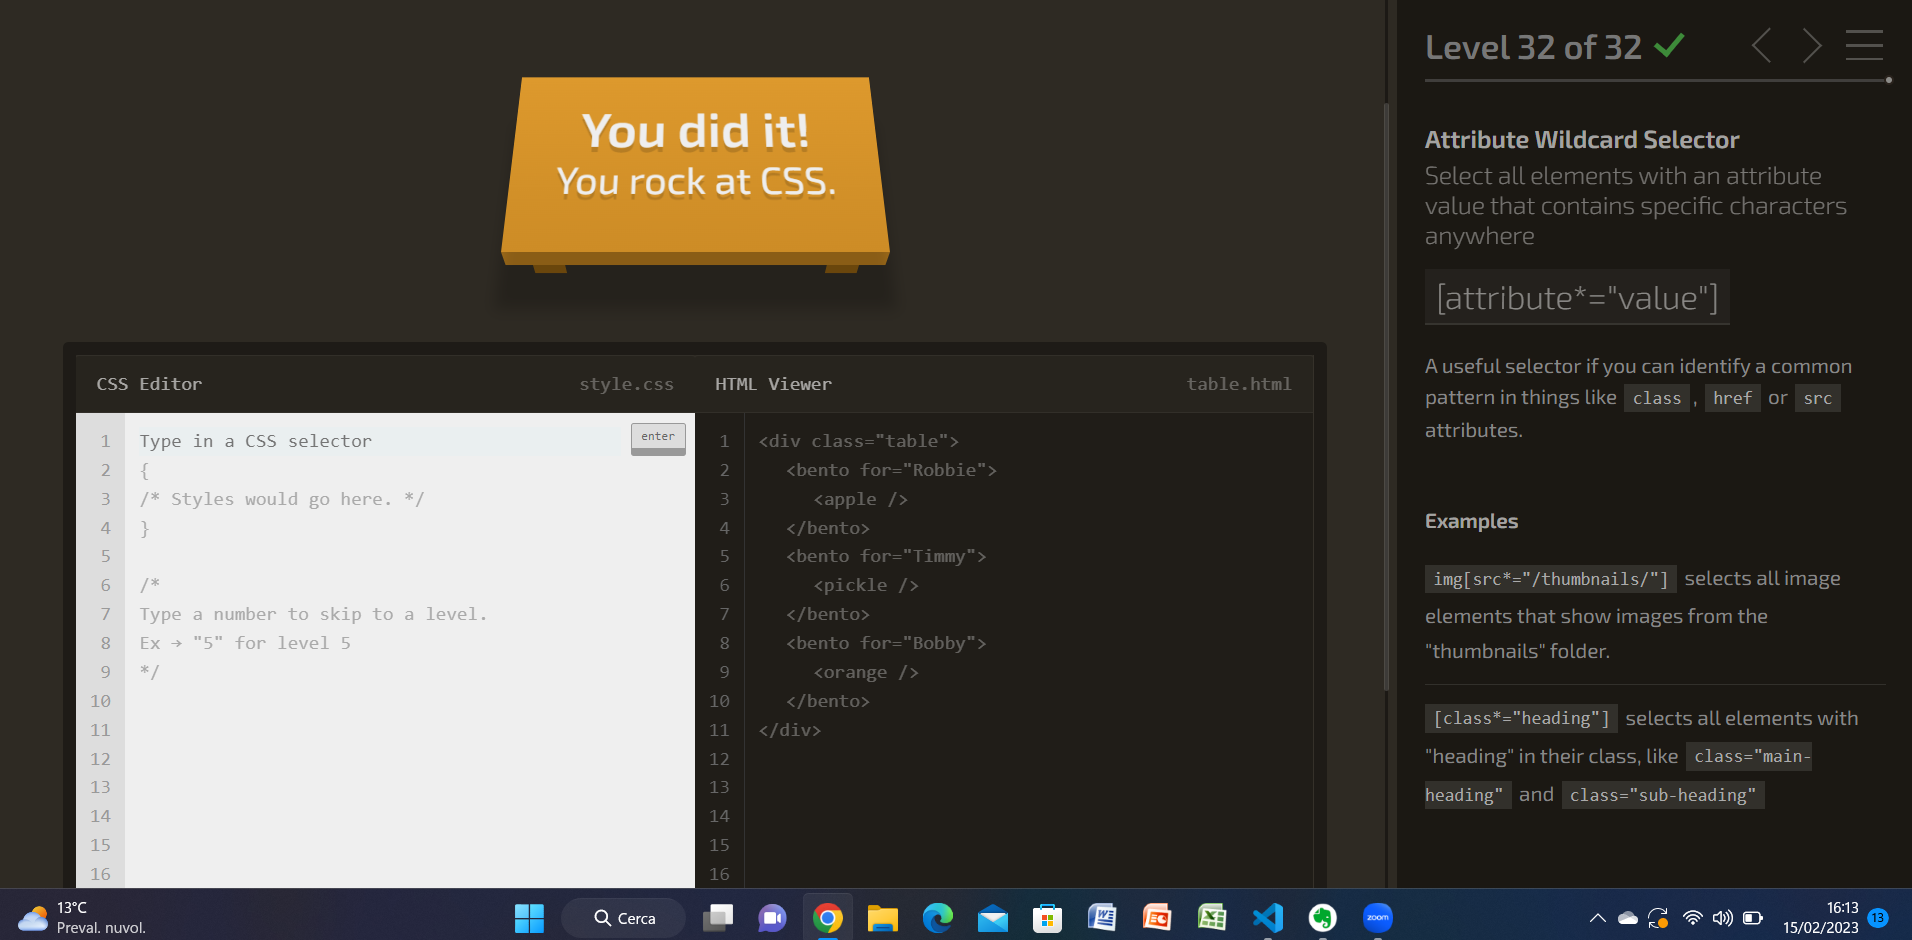 You did it!
You rock at CSS.
CSS Editor style.css
1 Type in a CSS selector enter
2 {
3 /* Styles would go here. */
4 }
5
6 /*
7 Type a number to skip to a level.
8 Ex → "5" for level 5
9 */
10
11
12
13
14
15
16
HTML Viewer table.html
1 <div class="table">
2 <bento for="Robbie">
3 <apple />
4 </bento>
5 <bento for="Timmy">
6 <pickle />
7 </bento>
8 <bento for="Bobby">
9 <orange />
10 </bento>
11 </div>
12
13
14
15
16
Level 32 of 32
Attribute Wildcard Selector
Select all elements with an attribute
value that contains specific characters
anywhere
[attribute*="value"]
A useful selector if you can identify a common
pattern in things like class , href or src
attributes.
Examples
img[src*="/thumbnails/"] selects all image
elements that show images from the
"thumbnails" folder.
[class*="heading"] selects all elements with
"heading" in their class, like class="main-
heading" and class="sub-heading"
13°C
Preval. nuvol.
Cerca
zoom
16:13
15/02/2023
13